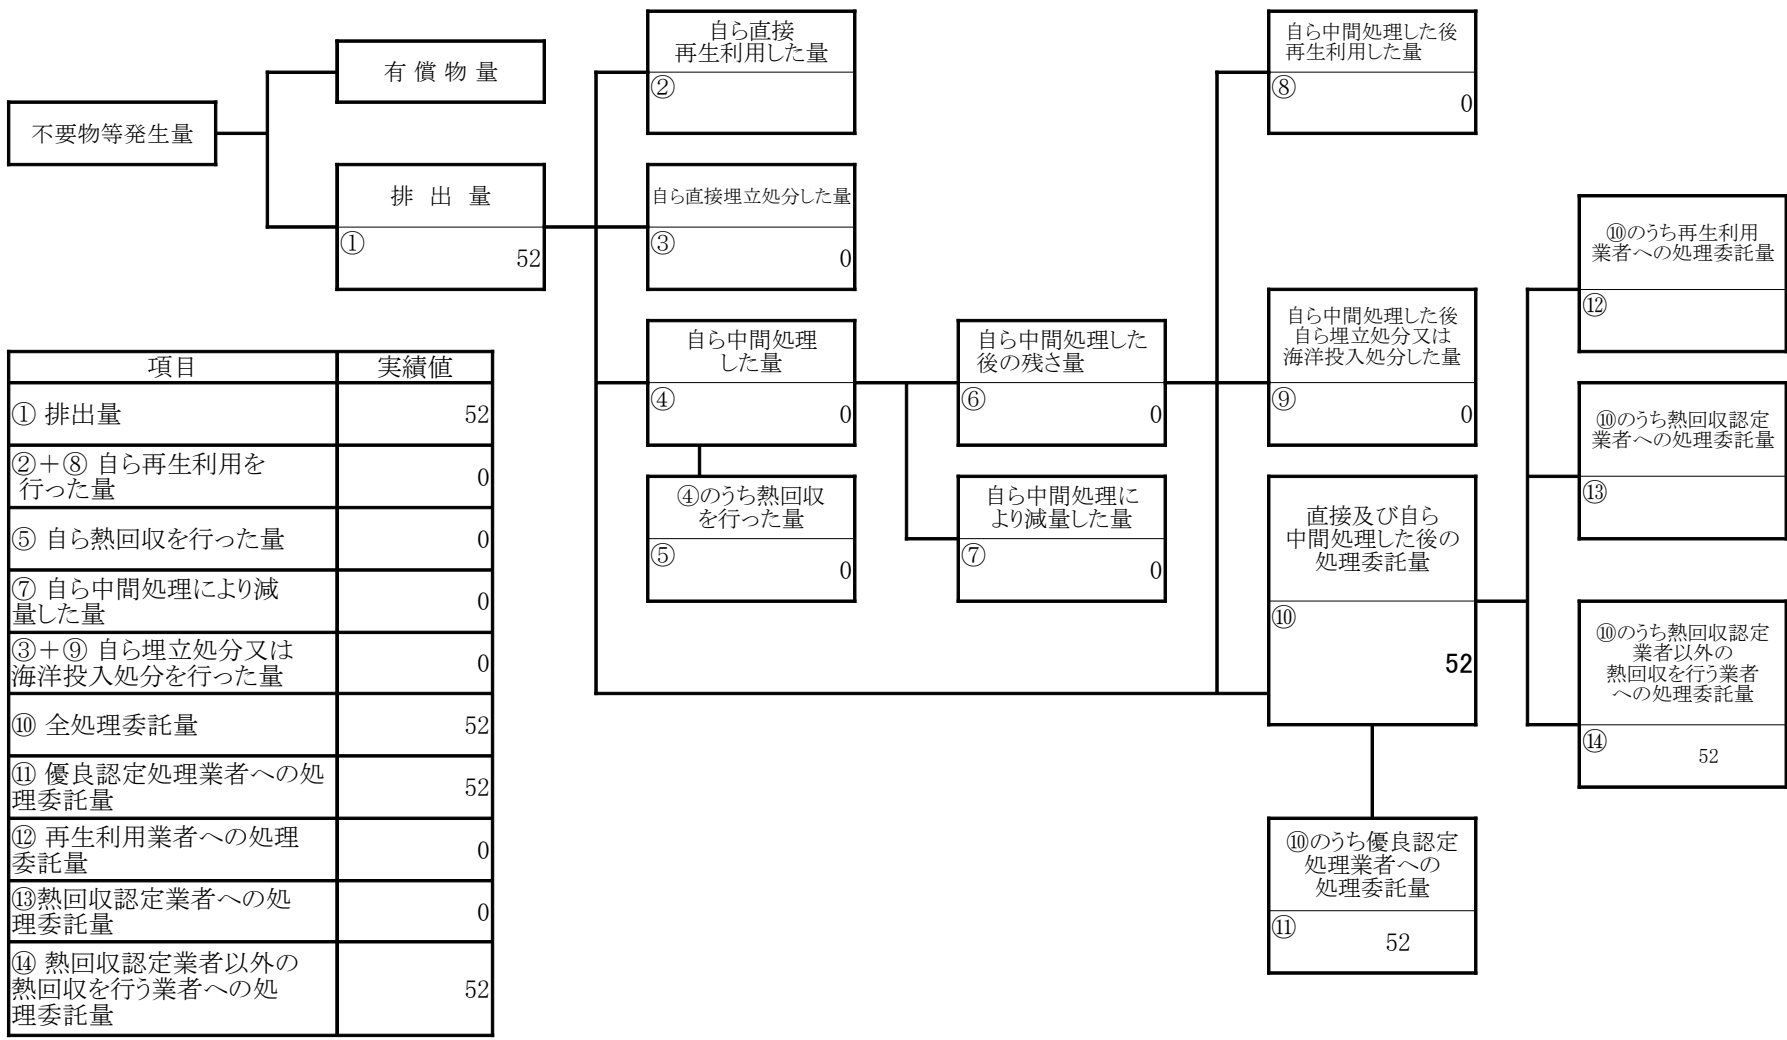 不要物等発生量
有 償 物 量
排 出 量
①
52
自ら直接
再生利用した量
②
自ら直接埋立処分した量
③
0
自ら中間処理
した量
④
0
④のうち熱回収
を行った量
⑤
0
自ら中間処理した
後の残さ量
⑥
0
自ら中間処理に
より減量した量
⑦
0
自ら中間処理した後
再生利用した量
⑧
0
自ら中間処理した後
自ら埋立処分又は
海洋投入処分した量
⑨
0
直接及び自ら
中間処理した後の
処理委託量
⑩
52
⑩のうち優良認定
処理業者への
処理委託量
⑪
52
⑩のうち再生利用
業者への処理委託量
⑫
⑩のうち熱回収認定
業者への処理委託量
⑬
⑩のうち熱回収認定
業者以外の
熱回収を行う業者
への処理委託量
⑭
52
項目 実績値
① 排出量 52
②＋⑧ 自ら再生利用を
行った量 0
⑤ 自ら熱回収を行った量 0
⑦ 自ら中間処理により減
量した量 0
③＋⑨ 自ら埋立処分又は
海洋投入処分を行った量 0
⑩ 全処理委託量 52
⑪ 優良認定処理業者への処
理委託量 52
⑫ 再生利用業者への処理
委託量 0
⑬熱回収認定業者への処
理委託量 0
⑭ 熱回収認定業者以外の
熱回収を行う業者への処
理委託量 52